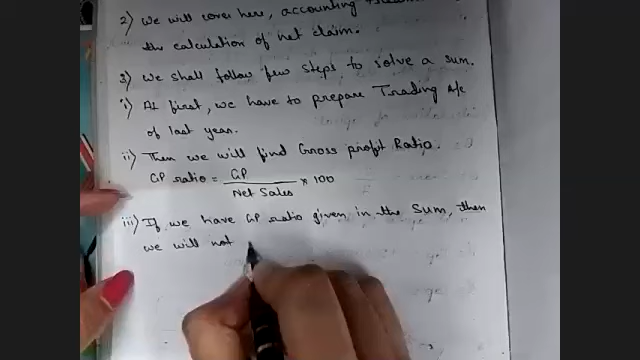 2) We will cover here, accounting
the calculation of net claim.
3) We shall follow few steps to solve a sum.
i) At first, we have to prepare Trading A/c
of last year.
ii) Then we will find Gross profit Ratio.
GP ratio = GP
Net Sales × 100
iii) If we have GP ratio given in the Sum, then
we will not